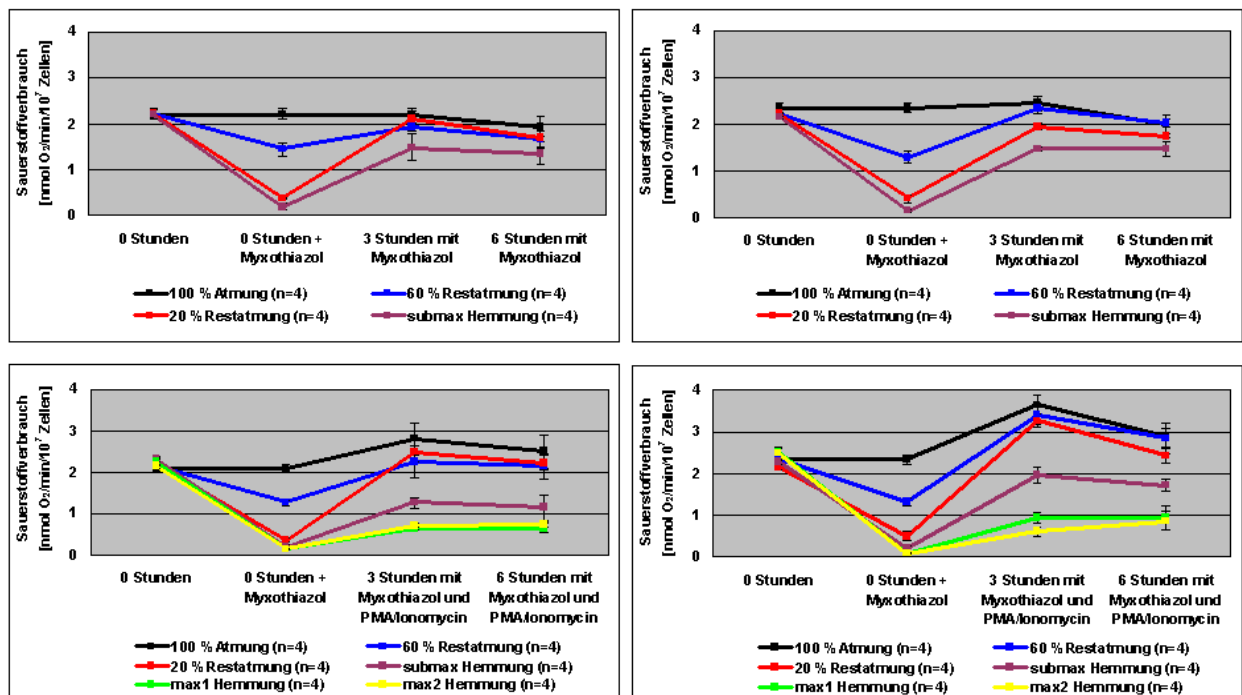 Sauerstoffverbrauch
[nmol O₂/min/10⁷ Zellen]
4
3
2
1
0
0 Stunden
0 Stunden +
Myxothiazol
3 Stunden mit
Myxothiazol
6 Stunden mit
Myxothiazol
100 % Atmung (n=4)
60 % Restatmung (n=4)
20 % Restatmung (n=4)
submax Hemmung (n=4)
Sauerstoffverbrauch
[nmol O₂/min/10⁷ Zellen]
4
3
2
1
0
0 Stunden
0 Stunden +
Myxothiazol
3 Stunden mit
Myxothiazol
6 Stunden mit
Myxothiazol
100 % Atmung (n=4)
60 % Restatmung (n=4)
20 % Restatmung (n=4)
submax Hemmung (n=4)
Sauerstoffverbrauch
[nmol O₂/min/10⁷ Zellen]
4
3
2
1
0
0 Stunden
0 Stunden +
Myxothiazol
3 Stunden mit
Myxothiazol und
PMA/Ionomycin
6 Stunden mit
Myxothiazol und
PMA/Ionomycin
100 % Atmung (n=4)
60 % Restatmung (n=4)
20 % Restatmung (n=4)
submax Hemmung (n=4)
max1 Hemmung (n=4)
max2 Hemmung (n=4)
Sauerstoffverbrauch
[nmol O₂/min/10⁷ Zellen]
4
3
2
1
0
0 Stunden
0 Stunden +
Myxothiazol
3 Stunden mit
Myxothiazol und
PMA/Ionomycin
6 Stunden mit
Myxothiazol und
PMA/Ionomycin
100 % Atmung (n=4)
60 % Restatmung (n=4)
20 % Restatmung (n=4)
submax Hemmung (n=4)
max1 Hemmung (n=4)
max2 Hemmung (n=4)